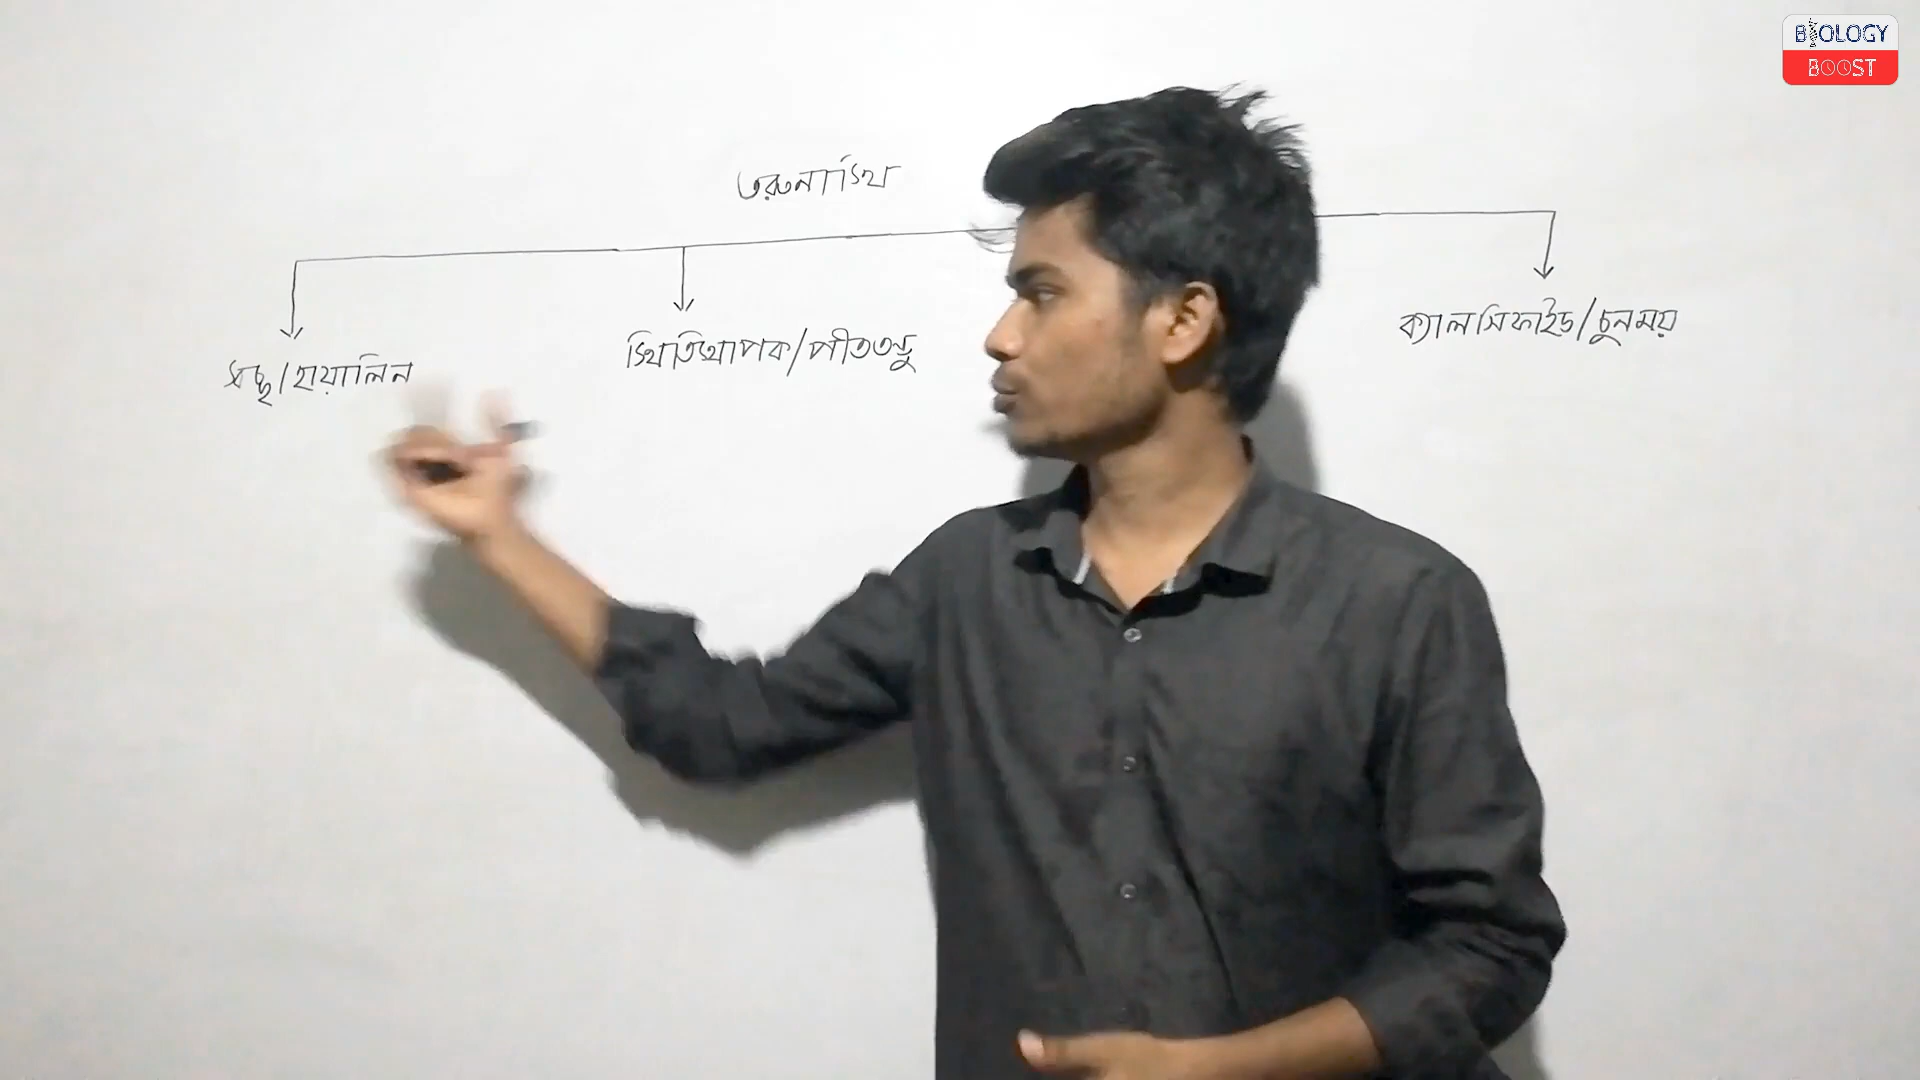 BIOLOGY
BOOST
তরুনাস্থি
স্বচ্ছ/হায়ালিন
স্থিতিস্থাপক/পীততন্তু
ক্যালসিফাইড/চুনময়